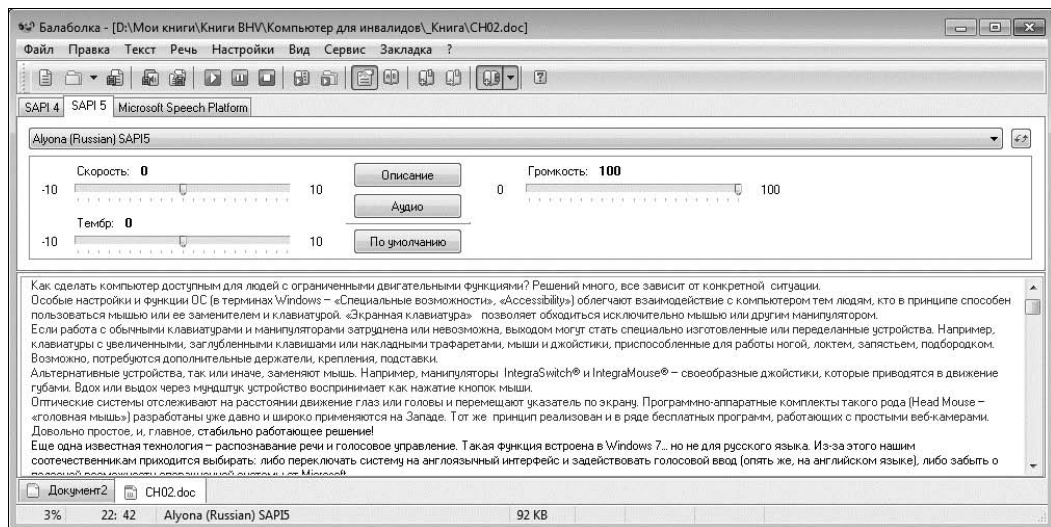 Балаболка - [D:\Мои книги\Книги BHV\Компьютер для инвалидов\_Книга\CH02.doc]
Файл Правка Текст Речь Настройки Вид Сервис Закладка ?
SAPI 4 SAPI 5 Microsoft Speech Platform
Alyona (Russian) SAPI5
Скорость: 0 Описание Громкость: 100
-10 10 0 100
Аудио
Тембр: 0
-10 10 По умолчанию
Как сделать компьютер доступным для людей с ограниченными двигательными функциями? Решений много, все зависит от конкретной ситуации.
Особые настройки и функции ОС (в терминах Windows – «Специальные возможности», «Accessibility») облегчают взаимодействие с компьютером тем людям, кто в принципе способен
пользоваться мышью или ее заменителем и клавиатурой. «Экранная клавиатура» позволяет обходиться исключительно мышью или другим манипулятором.
Если работа с обычными клавиатурами и манипуляторами затруднена или невозможна, выходом могут стать специально изготовленные или переделанные устройства. Например,
клавиатуры с увеличенными, заглубленными клавишами или накладными трафаретами, мыши и джойстики, приспособленные для работы ногой, локтем, запястьем, подбородком.
Возможно, потребуются дополнительные держатели, крепления, подставки.
Альтернативные устройства, так или иначе, заменяют мышь. Например, манипуляторы IntegraSwitch® и IntegraMouse® – своеобразные джойстики, которые приводятся в движение
губами. Вдох или выдох через мундштук устройство воспринимает как нажатие кнопок мыши.
Оптические системы отслеживают на расстоянии движение глаз или головы и перемещают указатель по экрану. Программно-аппаратные комплекты такого рода (Head Mouse –
«головная мышь») разработаны уже давно и широко применяются на Западе. Тот же принцип реализован и в ряде бесплатных программ, работающих с простыми веб-камерами.
Довольно простое, и, главное, стабильно работающее решение!
Еще одна известная технология – распознавание речи и голосовое управление. Такая функция встроена в Windows 7... но не для русского языка. Из-за этого нашим
соотечественникам приходится выбирать: либо переключать систему на англоязычный интерфейс и задействовать голосовой ввод (опять же, на английском языке), либо забыть о
Документ2 CH02.doc
3% 22: 42 Alyona (Russian) SAPI5 92 KB